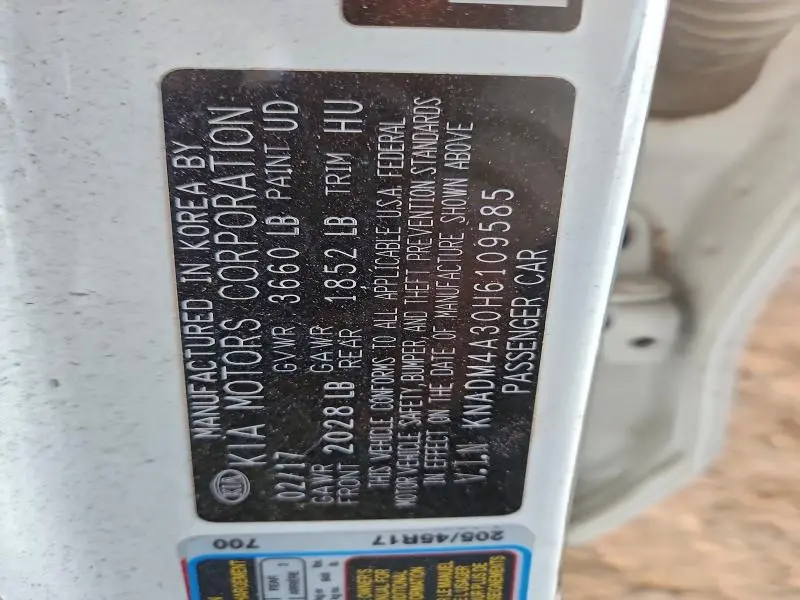 MANUFACTURED IN KOREA BY
KIA KIA MOTORS CORPORATION
02/17 GVWR 3660 LB PAINT UD
GAWR FRONT 2028 LB GAWR REAR 1852 LB TRIM HU
THIS VEHICLE CONFORMS TO ALL APPLICABLE U.S.A. FEDERAL
MOTOR VEHICLE SAFETY, BUMPER, AND THEFT PREVENTION STANDARDS
IN EFFECT ON THE DATE OF MANUFACTURE SHOWN ABOVE
V.I.N KNADM4A30H6109585
PASSENGER CAR
700
205/45R17